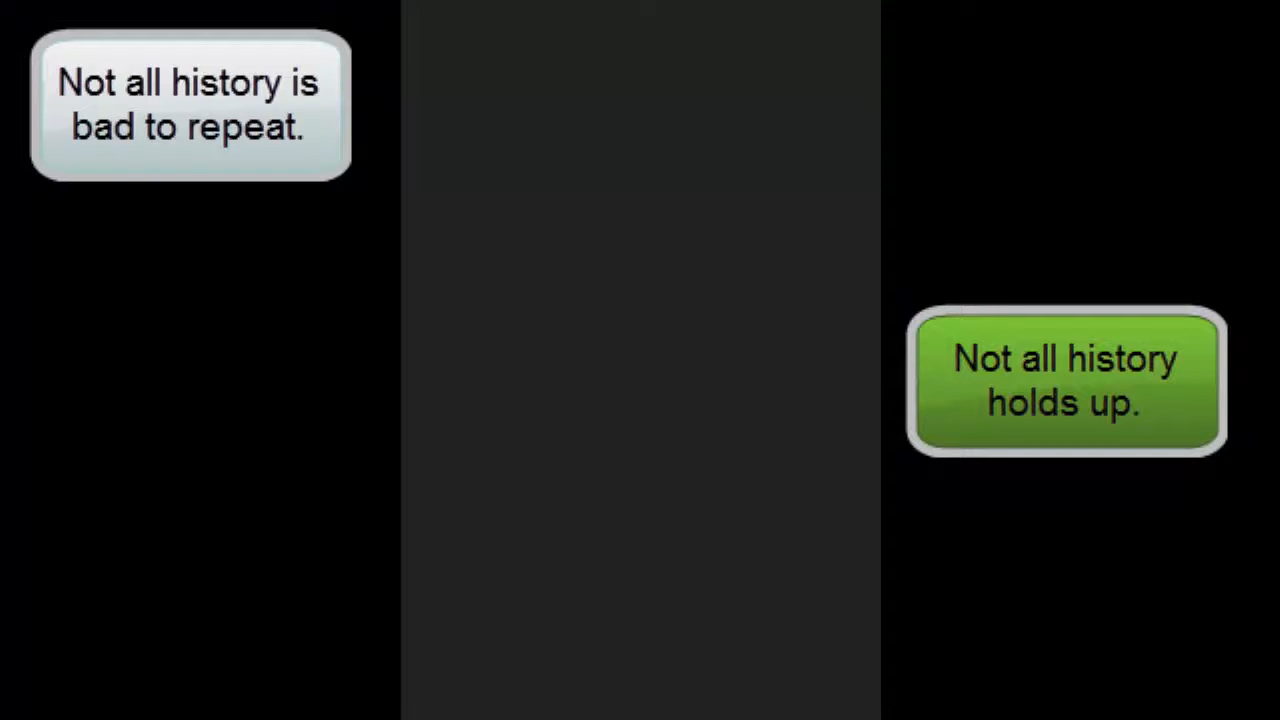 Not all history is
bad to repeat.
Not all history
holds up.